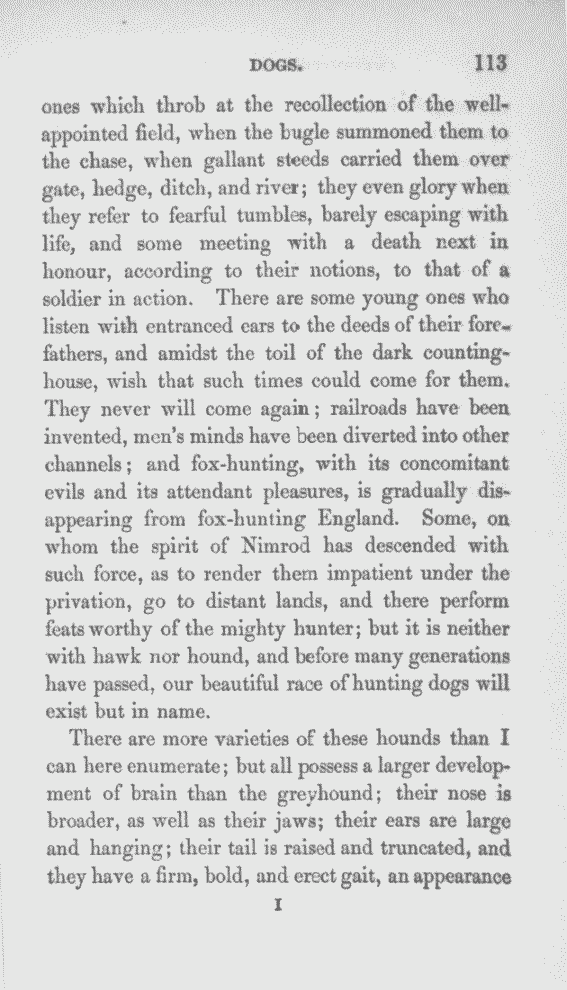 DOGS. 113
ones which throb at the recollection of the well-
appointed field, when the bugle summoned them to
the chase, when gallant steeds carried them over
gate, hedge, ditch, and river; they even glory when
they refer to fearful tumbles, barely escaping with
life, and some meeting with a death next in
honour, according to their notions, to that of a
soldier in action. There are some young ones who
listen with entranced ears to the deeds of their fore-
fathers, and amidst the toil of the dark counting-
house, wish that such times could come for them.
They never will come again; railroads have been
invented, men's minds have been diverted into other
channels; and fox-hunting, with its concomitant
evils and its attendant pleasures, is gradually dis-
appearing from fox-hunting England. Some, on
whom the spirit of Nimrod has descended with
such force, as to render them impatient under the
privation, go to distant lands, and there perform
feats worthy of the mighty hunter; but it is neither
with hawk nor hound, and before many generations
have passed, our beautiful race of hunting dogs will
exist but in name.
There are more varieties of these hounds than I
can here enumerate; but all possess a larger develop-
ment of brain than the greyhound; their nose is
broader, as well as their jaws; their ears are large
and hanging; their tail is raised and truncated, and
they have a firm, bold, and erect gait, an appearance
I